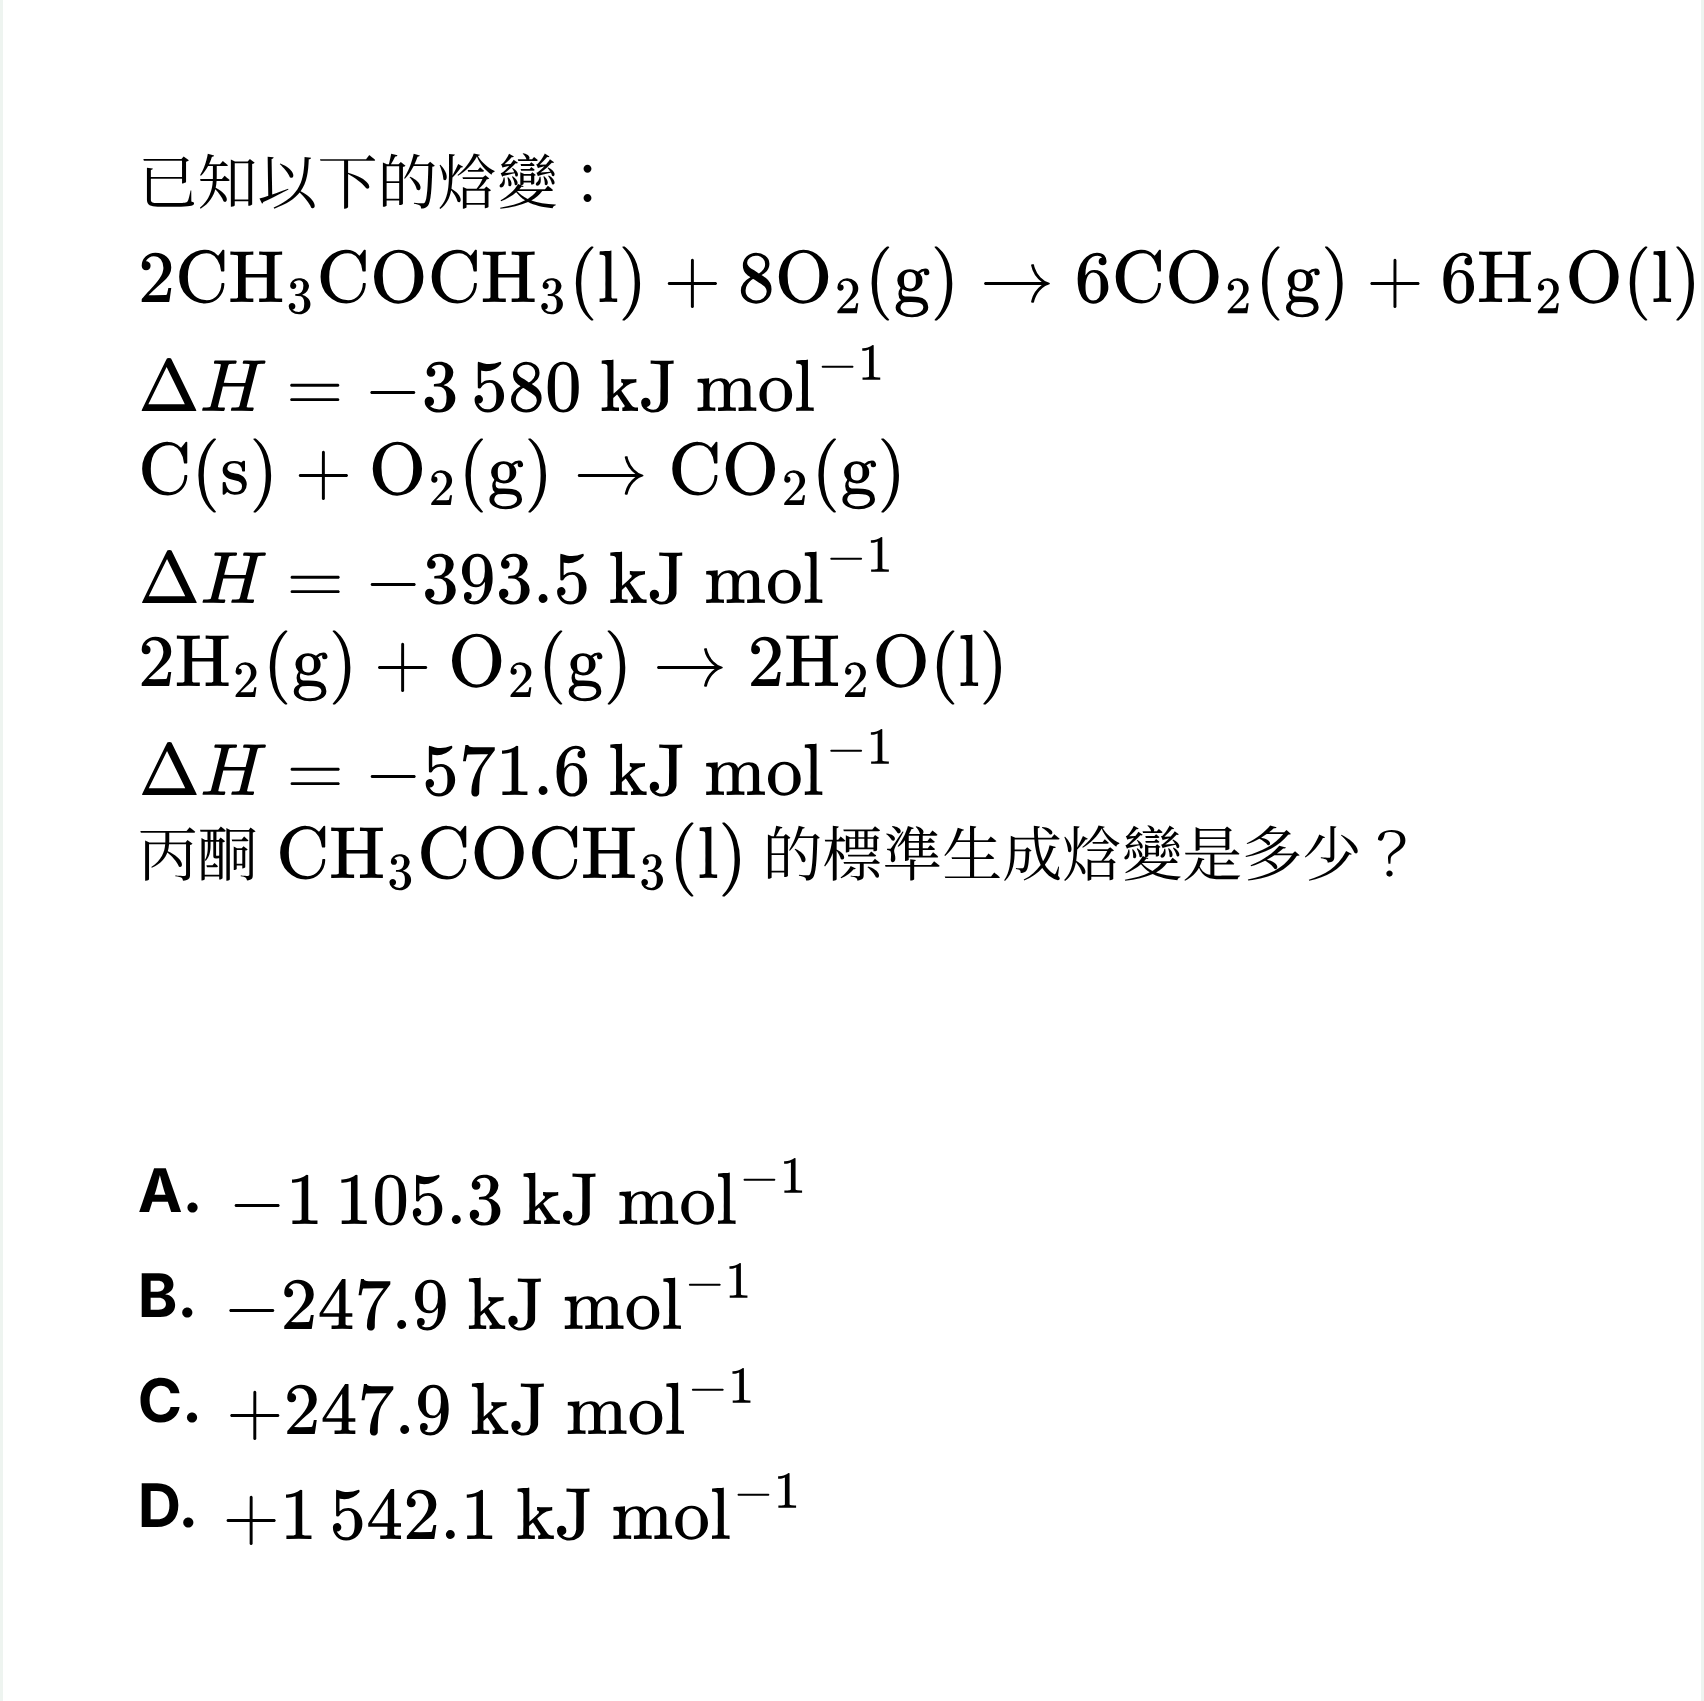 已知以下的焓變：
2CH₃COCH₃(l) + 8O₂(g) → 6CO₂(g) + 6H₂O(l)
ΔH = −3 580 kJ mol⁻¹
C(s) + O₂(g) → CO₂(g)
ΔH = −393.5 kJ mol⁻¹
2H₂(g) + O₂(g) → 2H₂O(l)
ΔH = −571.6 kJ mol⁻¹
丙酮 CH₃COCH₃(l) 的標準生成焓變是多少？
A. −1 105.3 kJ mol⁻¹
B. −247.9 kJ mol⁻¹
C. +247.9 kJ mol⁻¹
D. +1 542.1 kJ mol⁻¹